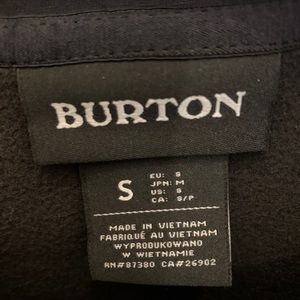 BURTON
S
EU: S
JPN: M
US: S
CA: S/P
MADE IN VIETNAM
FABRIQUÉ AU VIETNAM
WYPRODUKOWANO
W WIETNAMIE
RN#87380 CA#26902